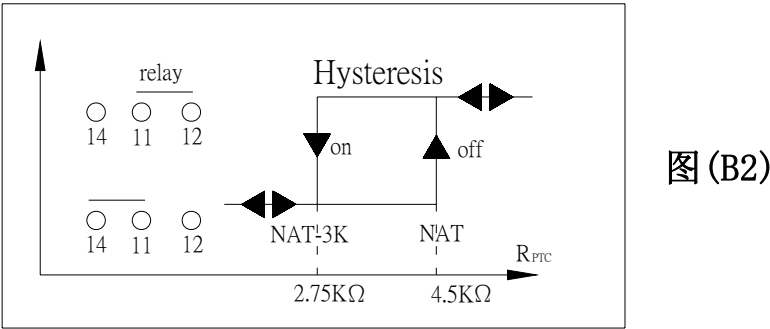 relay
Hysteresis
14 11 12
on
off
图(B2)
14 11 12
NAT-3K
NAT
RPTC
2.75KΩ
4.5KΩ